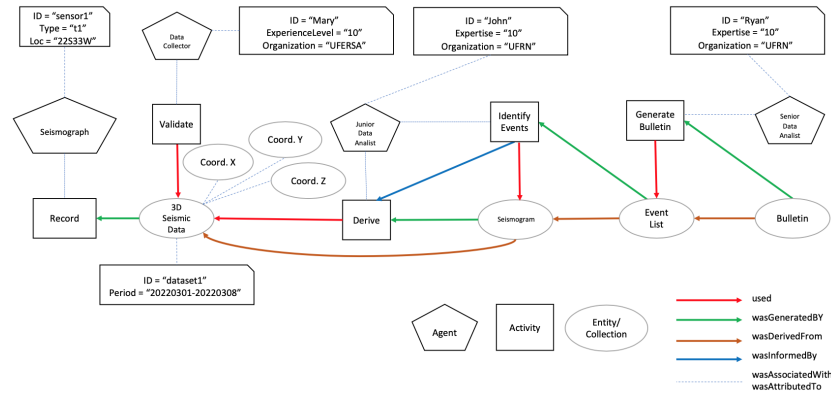 ID = “sensor1”
Type = “t1”
Loc = “22S33W”
Data
Collector
ID = “Mary”
ExperienceLevel = “10”
Organization = “UFERSA”
ID = “John”
Expertise = “10”
Organization = “UFRN”
ID = “Ryan”
Expertise = “10”
Organization = “UFRN”
Seismograph
Validate
Junior
Data
Analist
Identify
Events
Generate
Bulletin
Senior
Data
Analist
Coord. X
Coord. Y
Coord. Z
Record
3D
Seismic
Data
Derive
Seismogram
Event
List
Bulletin
ID = “dataset1”
Period = “20220301-20220308”
Agent
Activity
Entity/
Collection
used
wasGeneratedBY
wasDerivedFrom
wasInformedBy
wasAssociatedWith
wasAttributedTo